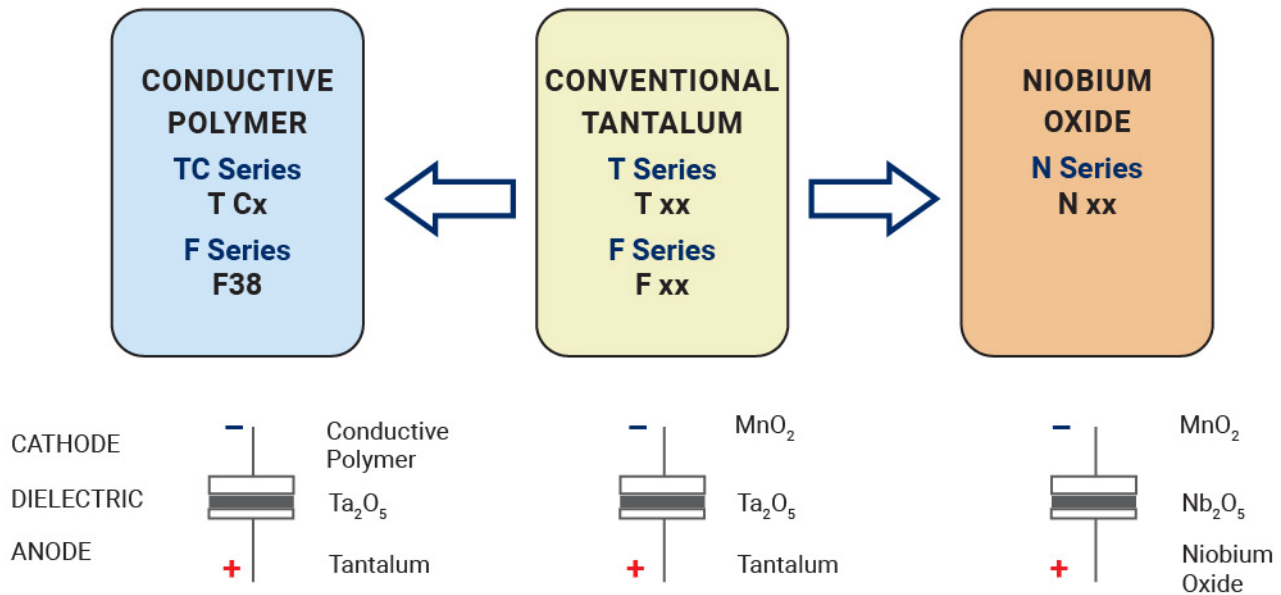 CONDUCTIVE
POLYMER
TC Series
T Cx
F Series
F38
CONVENTIONAL
TANTALUM
T Series
T xx
F Series
F xx
NIOBIUM
OXIDE
N Series
N xx
CATHODE
DIELECTRIC
ANODE
−
Conductive
Polymer
Ta₂O₅
+
Tantalum
−
MnO₂
Ta₂O₅
+
Tantalum
−
MnO₂
Nb₂O₅
+
Niobium
Oxide